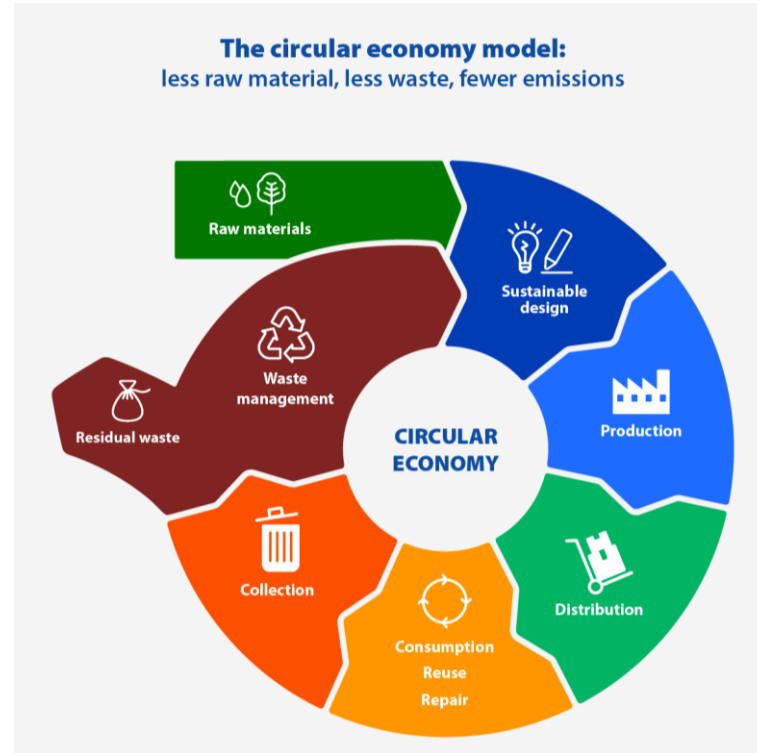 The circular economy model:
less raw material, less waste, fewer emissions
Raw materials
Sustainable
design
Production
Distribution
Consumption
Reuse
Repair
Collection
Waste
management
Residual waste
CIRCULAR
ECONOMY